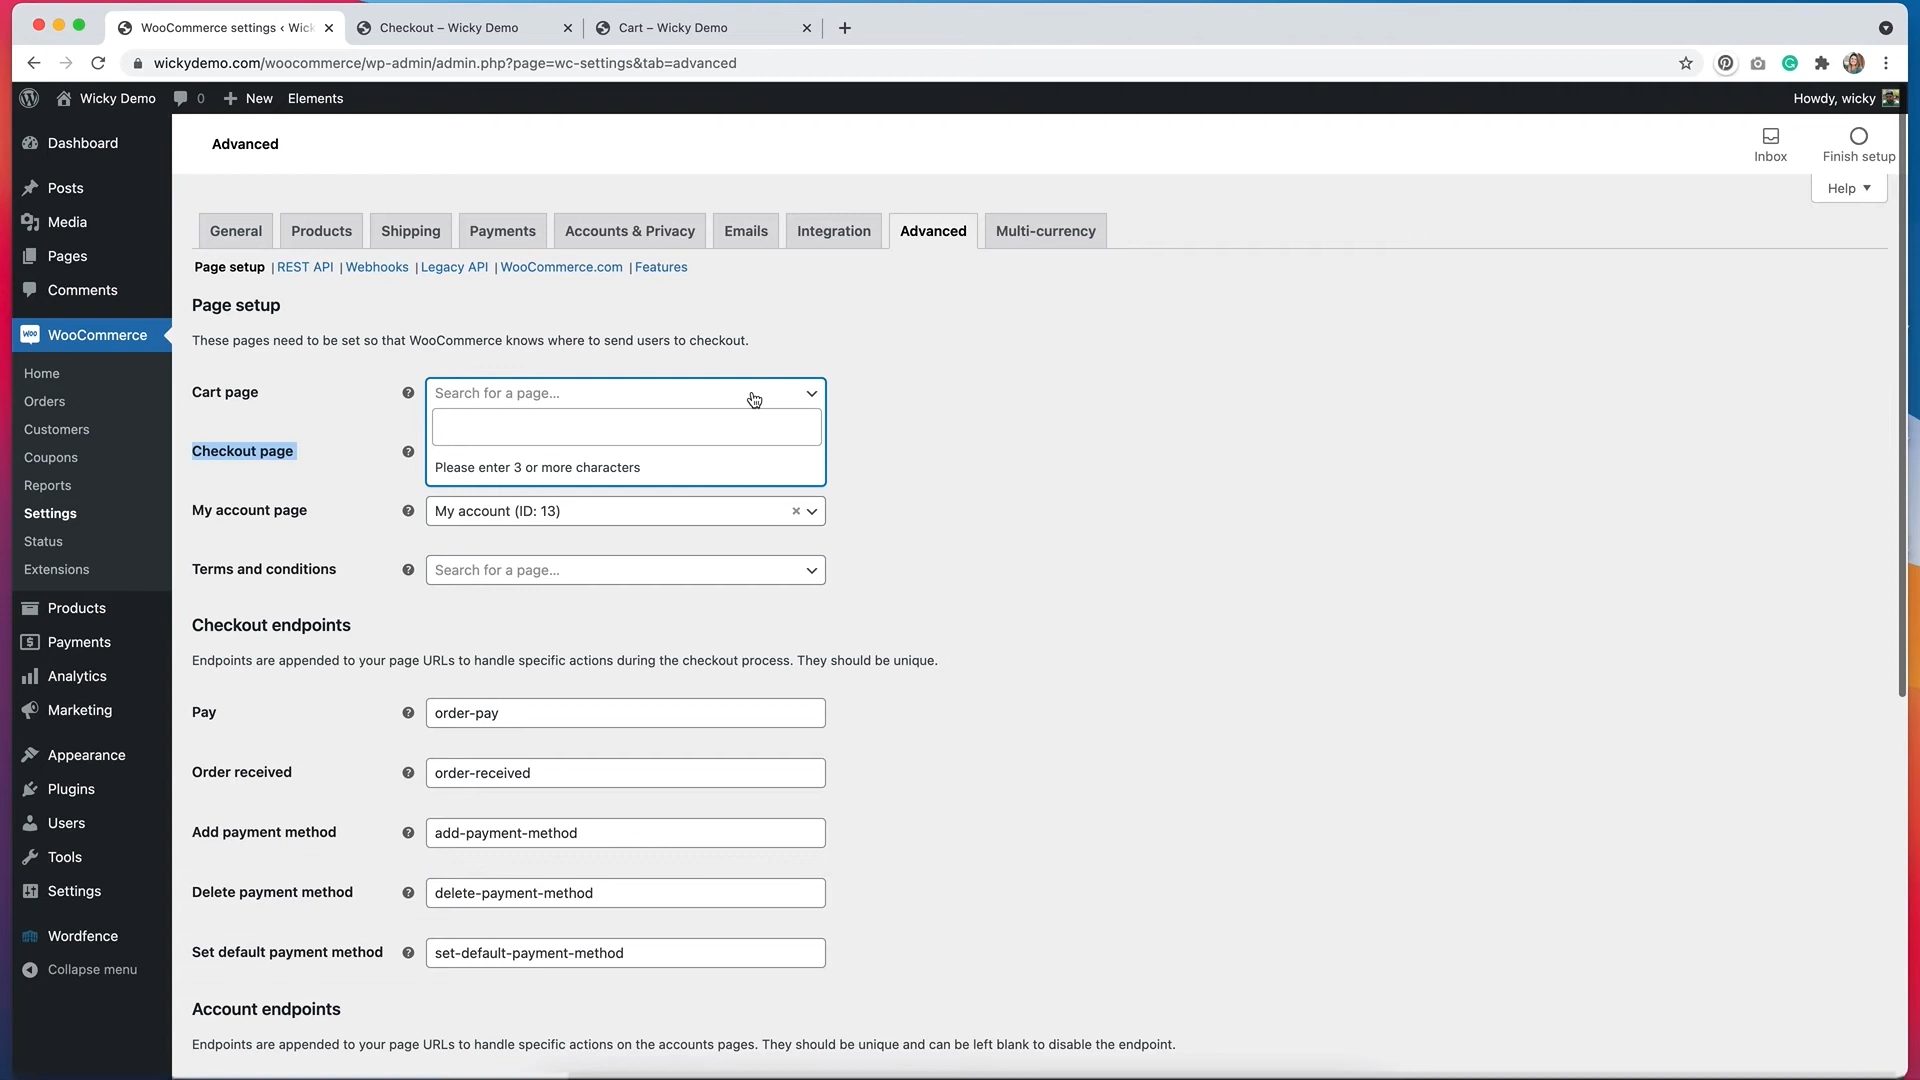 WooCommerce settings ‹ Wick
Checkout – Wicky Demo
Cart – Wicky Demo
wickydemo.com/woocommerce/wp-admin/admin.php?page=wc-settings&tab=advanced
Wicky Demo
0
New
Elements
Howdy, wicky
Dashboard
Posts
Media
Pages
Comments
WooCommerce
Home
Orders
Customers
Coupons
Reports
Settings
Status
Extensions
Products
Payments
Analytics
Marketing
Appearance
Plugins
Users
Tools
Settings
Wordfence
Collapse menu
Advanced
Inbox
Finish setup
Help
General
Products
Shipping
Payments
Accounts & Privacy
Emails
Integration
Advanced
Multi-currency
Page setup | REST API | Webhooks | Legacy API | WooCommerce.com | Features
Page setup
These pages need to be set so that WooCommerce knows where to send users to checkout.
Cart page
Search for a page...
Please enter 3 or more characters
Checkout page
My account page
My account (ID: 13)
Terms and conditions
Search for a page...
Checkout endpoints
Endpoints are appended to your page URLs to handle specific actions during the checkout process. They should be unique.
Pay
order-pay
Order received
order-received
Add payment method
add-payment-method
Delete payment method
delete-payment-method
Set default payment method
set-default-payment-method
Account endpoints
Endpoints are appended to your page URLs to handle specific actions on the accounts pages. They should be unique and can be left blank to disable the endpoint.